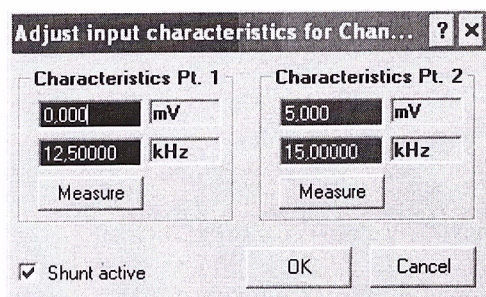 Adjust input characteristics for Chan... ? ×
Characteristics Pt. 1
0,000 mV
12,50000 kHz
Measure
Characteristics Pt. 2
5,000 mV
15,00000 kHz
Measure
Shunt active
OK
Cancel